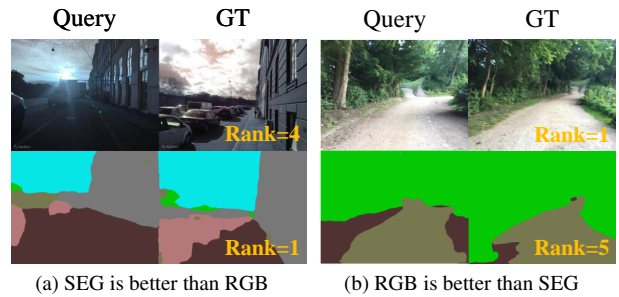 Query GT Query GT
Rank=4 Rank=1
Rank=1 Rank=5
(a) SEG is better than RGB (b) RGB is better than SEG